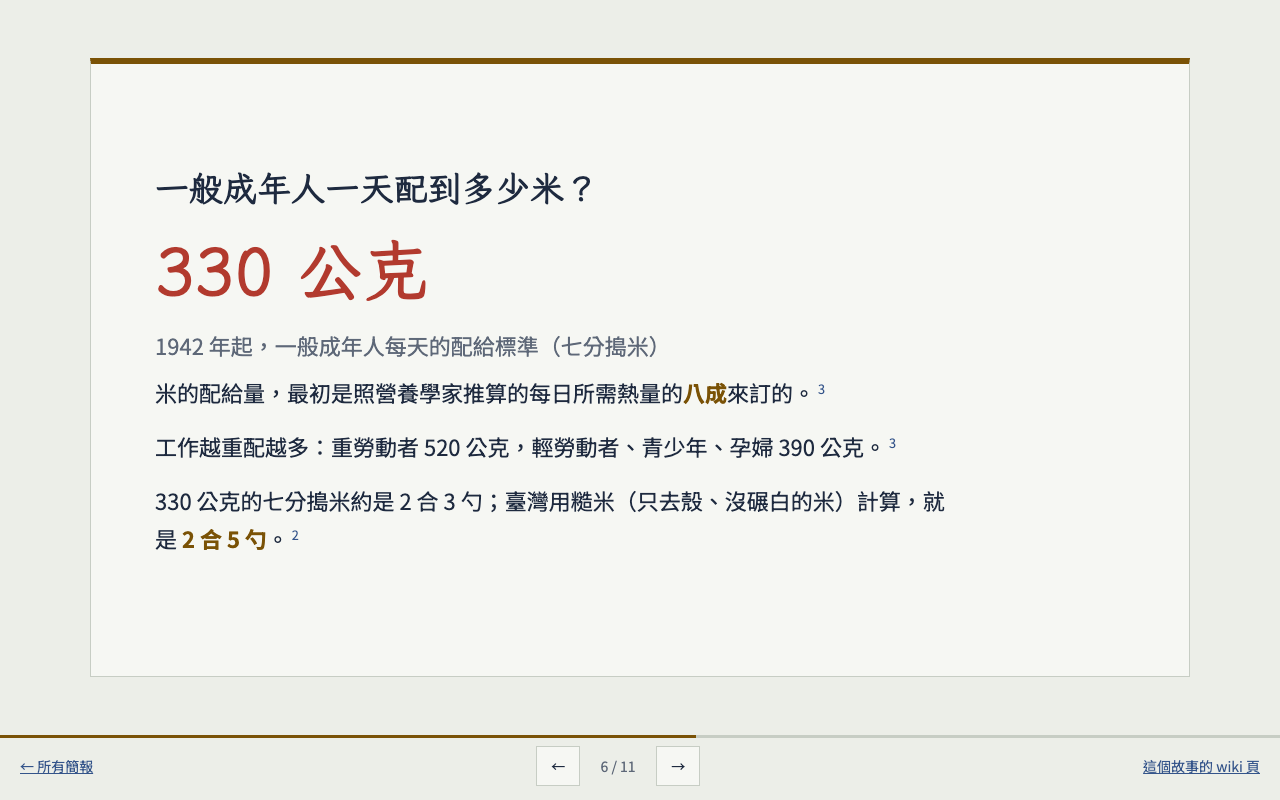 一般成年人一天配到多少米？
330 公克
1942 年起，一般成年人每天的配給標準（七分搗米）
米的配給量，最初是照營養學家推算的每日所需熱量的八成來訂的。3
工作越重配越多：重勞動者 520 公克，輕勞動者、青少年、孕婦 390 公克。3
330 公克的七分搗米約是 2 合 3 勺；臺灣用糙米（只去殼、沒碾白的米）計算，就
是 2 合 5 勺。2
← 所有簡報
←
6 / 11
→
這個故事的 wiki 頁